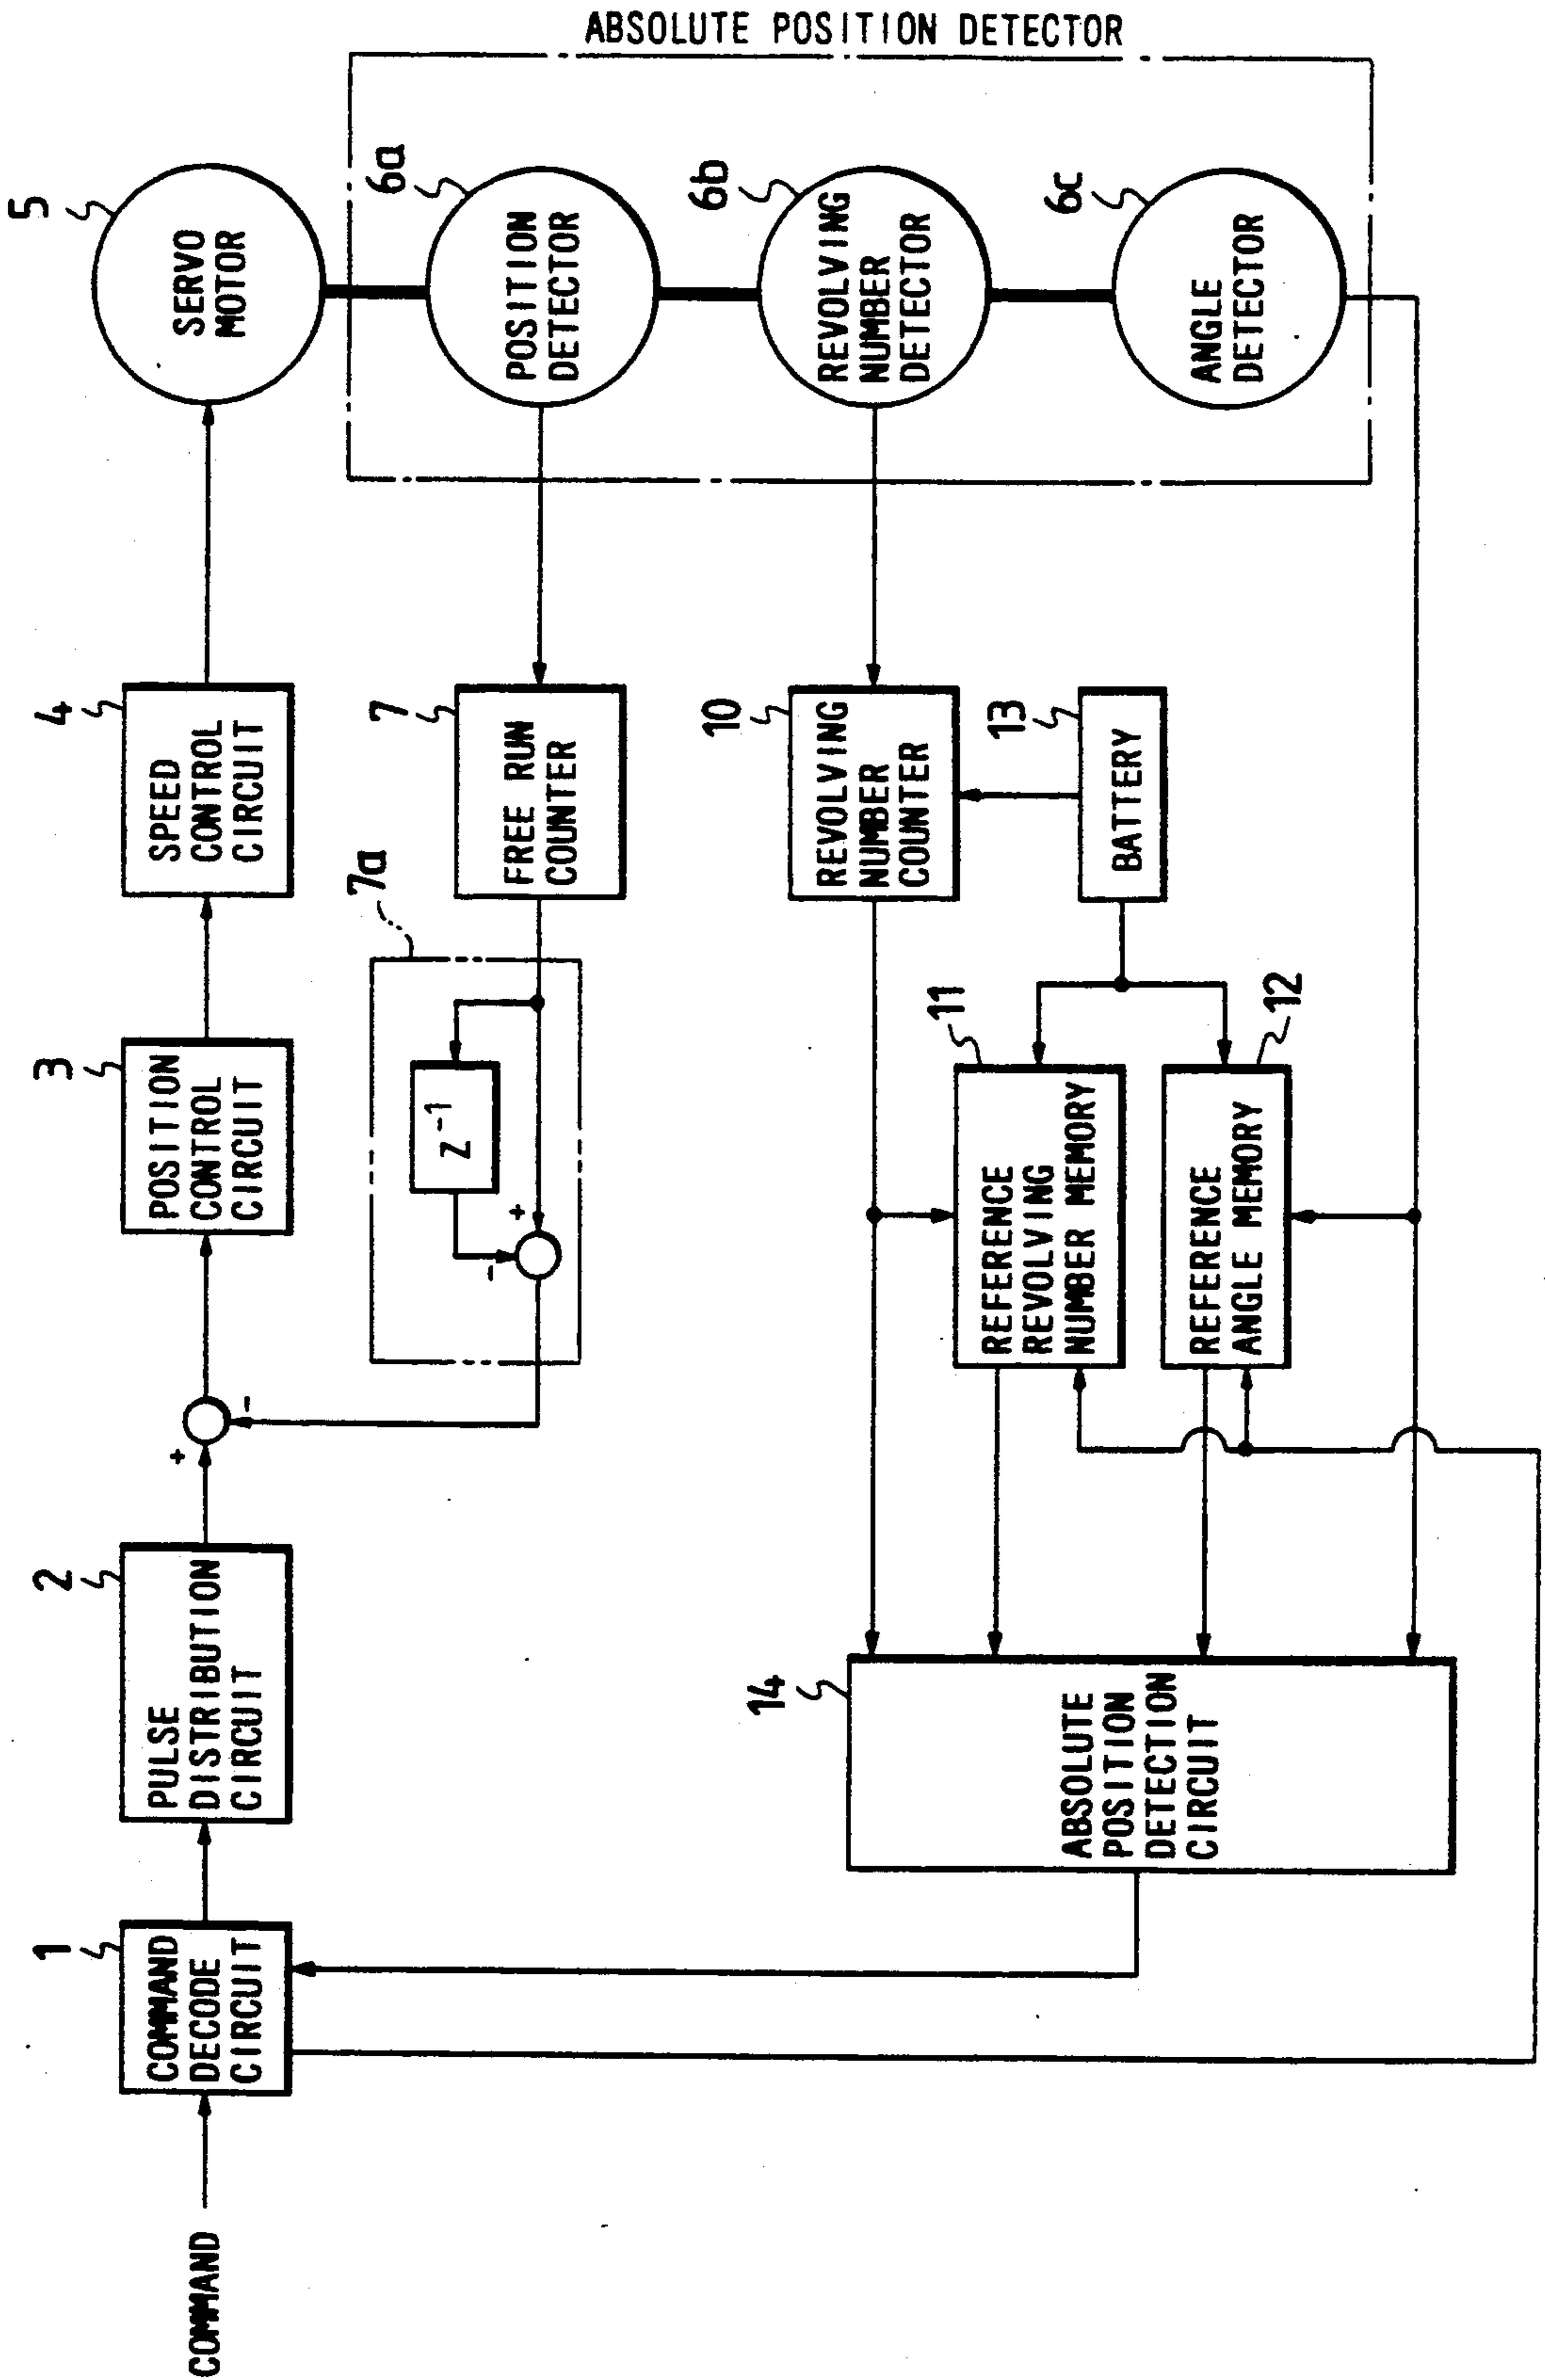 COMMAND
1
COMMAND
DECODE
CIRCUIT
2
PULSE
DISTRIBUTION
CIRCUIT
+
-
3
POSITION
CONTROL
CIRCUIT
4
SPEED
CONTROL
CIRCUIT
5
SERVO
MOTOR
ABSOLUTE POSITION DETECTOR
6a
POSITION
DETECTOR
7
FREE RUN
COUNTER
7a
Z⁻¹
+
-
6b
REVOLVING
NUMBER
DETECTOR
10
REVOLVING
NUMBER
COUNTER
13
BATTERY
11
REFERENCE
REVOLVING
NUMBER MEMORY
12
REFERENCE
ANGLE MEMORY
6c
ANGLE
DETECTOR
14
ABSOLUTE
POSITION
DETECTION
CIRCUIT